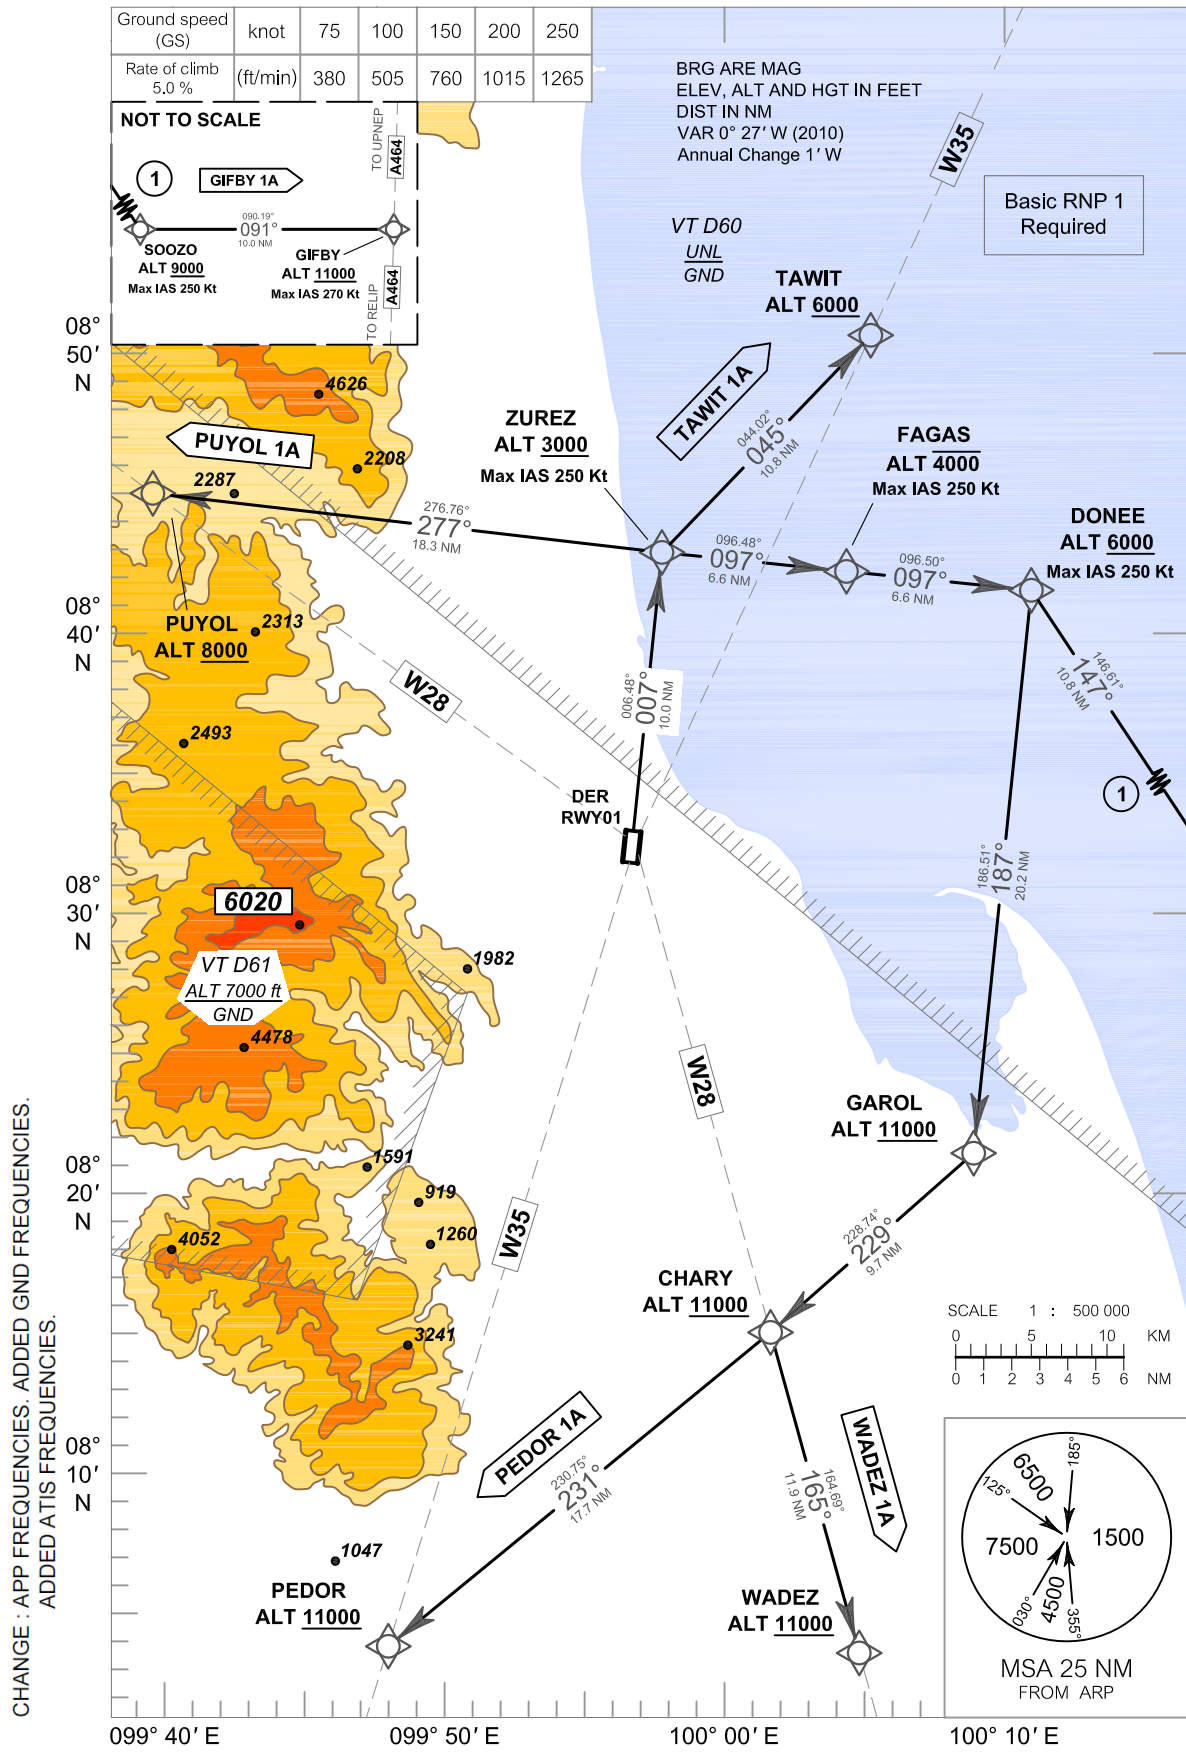 Ground speed
(GS)
knot 75 100 150 200 250
Rate of climb
5.0 %
(ft/min) 380 505 760 1015 1265
NOT TO SCALE
1
GIFBY 1A
TO UPNEP
A464
090.19°
091°
10.0 NM
SOOZO
ALT 9000
Max IAS 250 Kt
GIFBY
ALT 11000
Max IAS 270 Kt
TO RELIP
A464
BRG ARE MAG
ELEV, ALT AND HGT IN FEET
DIST IN NM
VAR 0° 27′ W (2010)
Annual Change 1′ W
W35
Basic RNP 1
Required
VT D60
UNL
GND
TAWIT
ALT 6000
TAWIT 1A
044.02°
045°
10.8 NM
ZUREZ
ALT 3000
Max IAS 250 Kt
FAGAS
ALT 4000
Max IAS 250 Kt
DONEE
ALT 6000
Max IAS 250 Kt
08°
50′
N
4626
2208
PUYOL 1A
2287
276.76°
277°
18.3 NM
096.48°
097°
6.6 NM
096.50°
097°
6.6 NM
08°
40′
N
PUYOL
ALT 8000
2313
W28
006.48°
007°
10.0 NM
146.61°
147°
10.8 NM
1
2493
DER
RWY01
186.51°
187°
20.2 NM
08°
30′
N
6020
1982
VT D61
ALT 7000 ft
GND
4478
W28
GAROL
ALT 11000
08°
20′
N
1591
919
1260
4052
W35
228.74°
229°
9.7 NM
CHARY
ALT 11000
3241
SCALE 1 : 500 000
0 5 10 KM
0 1 2 3 4 5 6 NM
08°
10′
N
PEDOR 1A
230.75°
231°
17.7 NM
WADEZ 1A
164.69°
165°
11.9 NM
1047
PEDOR
ALT 11000
WADEZ
ALT 11000
6500
185°
125°
7500
1500
030°
4500
355°
MSA 25 NM
FROM ARP
099° 40′ E
099° 50′ E
100° 00′ E
100° 10′ E
CHANGE : APP FREQUENCIES. ADDED GND FREQUENCIES.
ADDED ATIS FREQUENCIES.